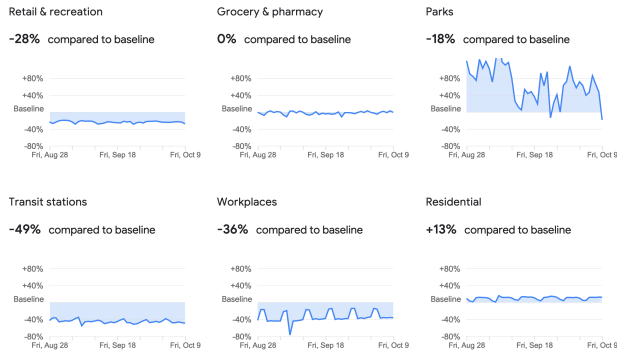 Retail & recreation
-28% compared to baseline
+80%
+40%
Baseline
-40%
-80%
Fri, Aug 28 Fri, Sep 18 Fri, Oct 9
Grocery & pharmacy
0% compared to baseline
+80%
+40%
Baseline
-40%
-80%
Fri, Aug 28 Fri, Sep 18 Fri, Oct 9
Parks
-18% compared to baseline
+80%
+40%
Baseline
-40%
-80%
Fri, Aug 28 Fri, Sep 18 Fri, Oct 9
Transit stations
-49% compared to baseline
+80%
+40%
Baseline
-40%
-80%
Fri, Aug 28 Fri, Sep 18 Fri, Oct 9
Workplaces
-36% compared to baseline
+80%
+40%
Baseline
-40%
-80%
Fri, Aug 28 Fri, Sep 18 Fri, Oct 9
Residential
+13% compared to baseline
+80%
+40%
Baseline
-40%
-80%
Fri, Aug 28 Fri, Sep 18 Fri, Oct 9